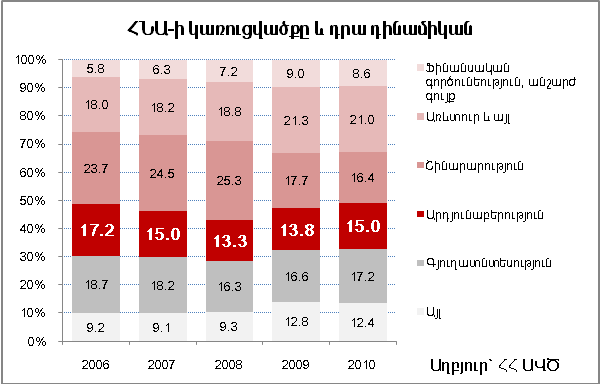 ՀՆԱ-ի կառուցվածքը և դրա դինամիկան
100%
90%
80%
70%
60%
50%
40%
30%
20%
10%
0%
5.8 6.3 7.2 9.0 8.6
18.0 18.2 18.8 21.3 21.0
23.7 24.5 25.3 17.7 16.4
17.2 15.0 13.3 13.8 15.0
18.7 18.2 16.3 16.6 17.2
9.2 9.1 9.3 12.8 12.4
2006 2007 2008 2009 2010
Ֆինանսական
գործունեություն, անշարժ
գույք
Առևտուր և այլ
Շինարարություն
Արդյունաբերություն
Գյուղատնտեսություն
Այլ
Աղբյուր՝ ՀՀ ԱՎԾ